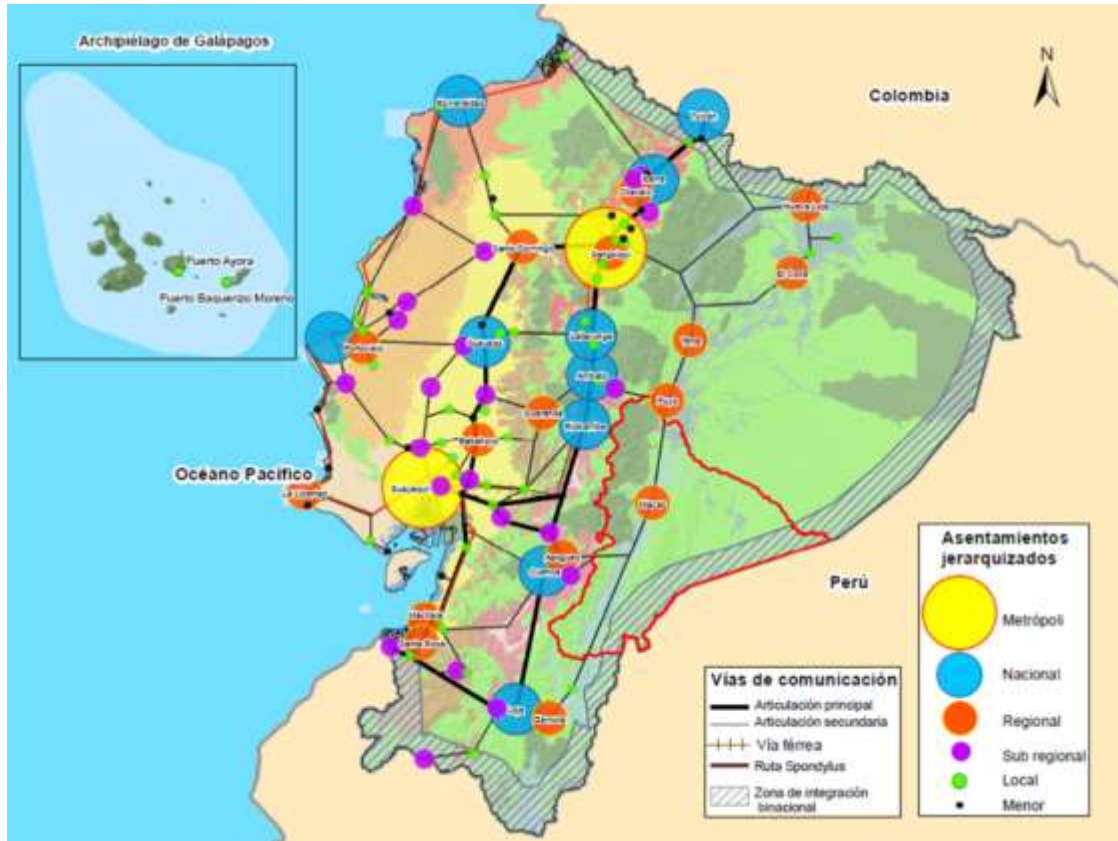 Archipiélago de Galápagos
N
Colombia
Esmeraldas
Tulcán
Ibarra
Otavalo
Nueva Loja
Puerto Ayora
Santo Domingo
Sangolquí
El Coca
Puerto Baquerizo Moreno
Quevedo
Latacunga
Tena
Portoviejo
Ambato
Puyo
Guaranda
Riobamba
Babahoyo
Océano Pacífico
Guayaquil
La Libertad
Macas
Azogues
Cuenca
Perú
Machala
Santa Rosa
Loja
Zamora
Asentamientos
jerarquizados
Metrópoli
Nacional
Regional
Sub regional
Local
Menor
Vías de comunicación
Articulación principal
Articulación secundaria
Vía férrea
Ruta Spondylus
Zona de integración
binacional